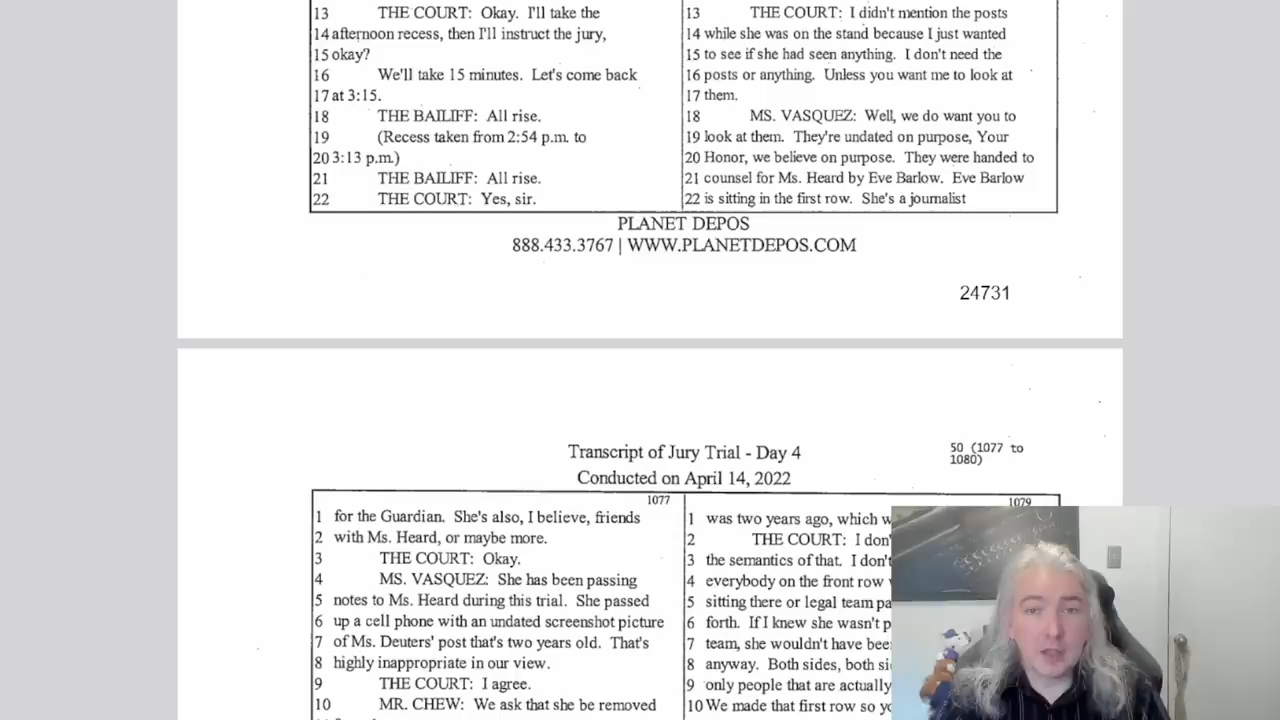 13 THE COURT: Okay. I'll take the
14 afternoon recess, then I'll instruct the jury,
15 okay?
16 We'll take 15 minutes. Let's come back
17 at 3:15.
18 THE BAILIFF: All rise.
19 (Recess taken from 2:54 p.m. to
20 3:13 p.m.)
21 THE BAILIFF: All rise.
22 THE COURT: Yes, sir.
13 THE COURT: I didn't mention the posts
14 while she was on the stand because I just wanted
15 to see if she had seen anything. I don't need the
16 posts or anything. Unless you want me to look at
17 them.
18 MS. VASQUEZ: Well, we do want you to
19 look at them. They're undated on purpose, Your
20 Honor, we believe on purpose. They were handed to
21 counsel for Ms. Heard by Eve Barlow. Eve Barlow
22 is sitting in the first row. She's a journalist
PLANET DEPOS
888.433.3767 | WWW.PLANETDEPOS.COM
24731
Transcript of Jury Trial - Day 4
Conducted on April 14, 2022
50 (1077 to
1080)
1077
1 for the Guardian. She's also, I believe, friends
2 with Ms. Heard, or maybe more.
3 THE COURT: Okay.
4 MS. VASQUEZ: She has been passing
5 notes to Ms. Heard during this trial. She passed
6 up a cell phone with an undated screenshot picture
7 of Ms. Deuters' post that's two years old. That's
8 highly inappropriate in our view.
9 THE COURT: I agree.
10 MR. CHEW: We ask that she be removed
1079
1 was two years ago, which
2 THE COURT: I don'
3 the semantics of that. I don't
4 everybody on the front row
5 sitting there or legal team
6 forth. If I knew she wasn't
7 team, she wouldn't have
8 anyway. Both sides, both
9 only people that are actually
10 We made that first row so